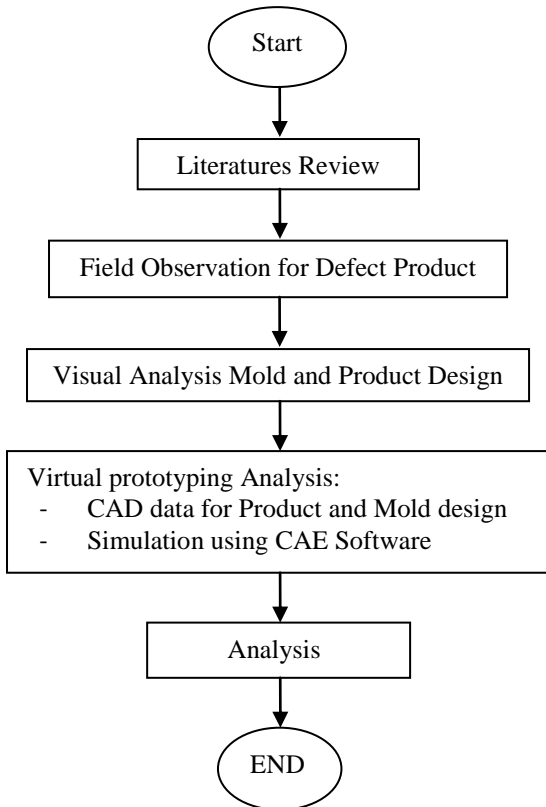 Start
Literatures Review
Field Observation for Defect Product
Visual Analysis Mold and Product Design
Virtual prototyping Analysis:
- CAD data for Product and Mold design
- Simulation using CAE Software
Analysis
END